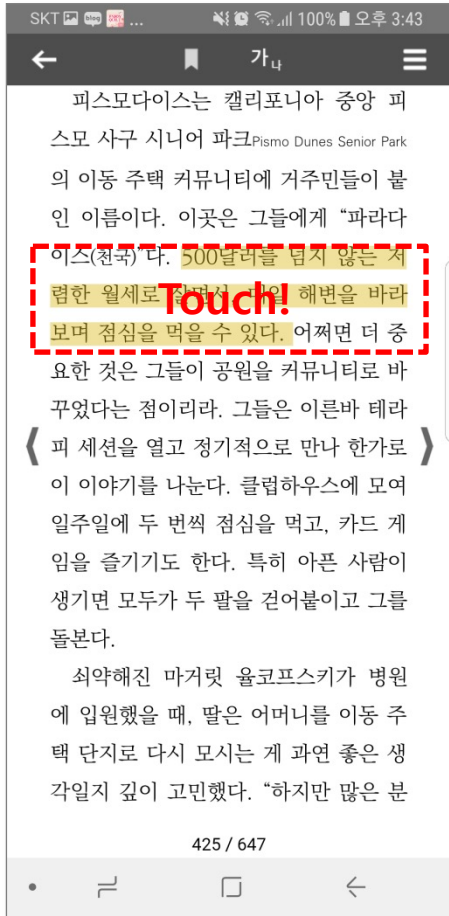 SKT blog ... 100% 오후 3:43
가나
피스모다이스는 캘리포니아 중앙 피
스모 사구 시니어 파크Pismo Dunes Senior Park
의 이동 주택 커뮤니티에 거주민들이 붙
인 이름이다. 이곳은 그들에게 “파라다
이스(천국)”다. 500달러를 넘지 않는 저
렴한 월세로 해변을 바라
Touch!
보며 점심을 먹을 수 있다. 어쩌면 더 중
요한 것은 그들이 공원을 커뮤니티로 바
꾸었다는 점이리라. 그들은 이른바 테라
피 세션을 열고 정기적으로 만나 한가로
이 이야기를 나눈다. 클럽하우스에 모여
일주일에 두 번씩 점심을 먹고, 카드 게
임을 즐기기도 한다. 특히 아픈 사람이
생기면 모두가 두 팔을 걷어붙이고 그를
돌본다.
쇠약해진 마거릿 율코프스키가 병원
에 입원했을 때, 딸은 어머니를 이동 주
택 단지로 다시 모시는 게 과연 좋은 생
각일지 깊이 고민했다. “하지만 많은 분
425 / 647